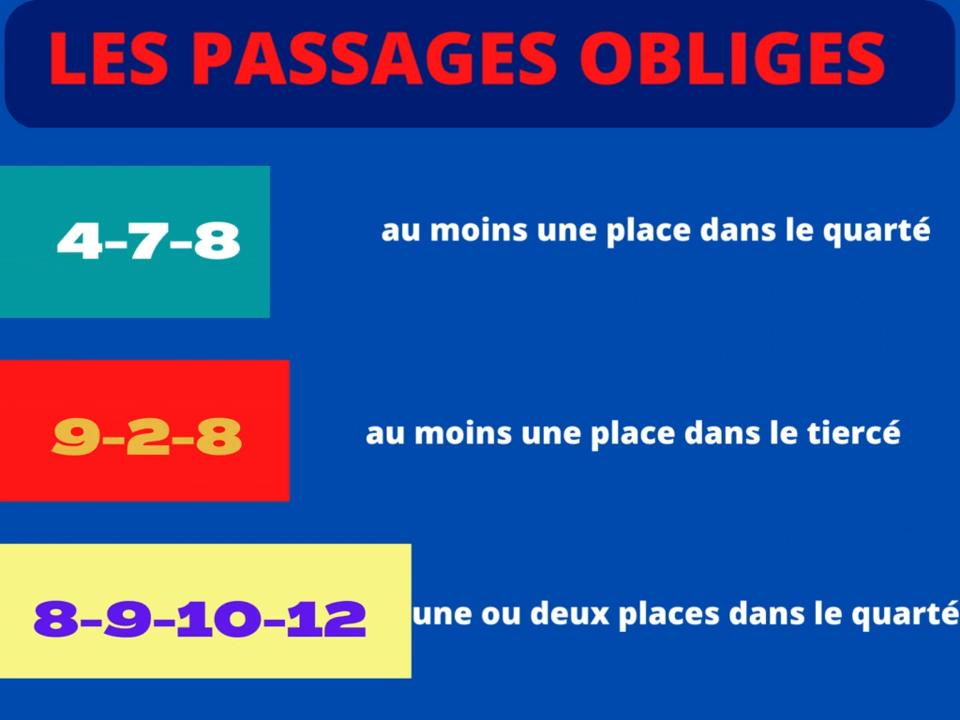 LES PASSAGES OBLIGES
4-7-8
au moins une place dans le quarté
9-2-8
au moins une place dans le tiercé
8-9-10-12
une ou deux places dans le quarté